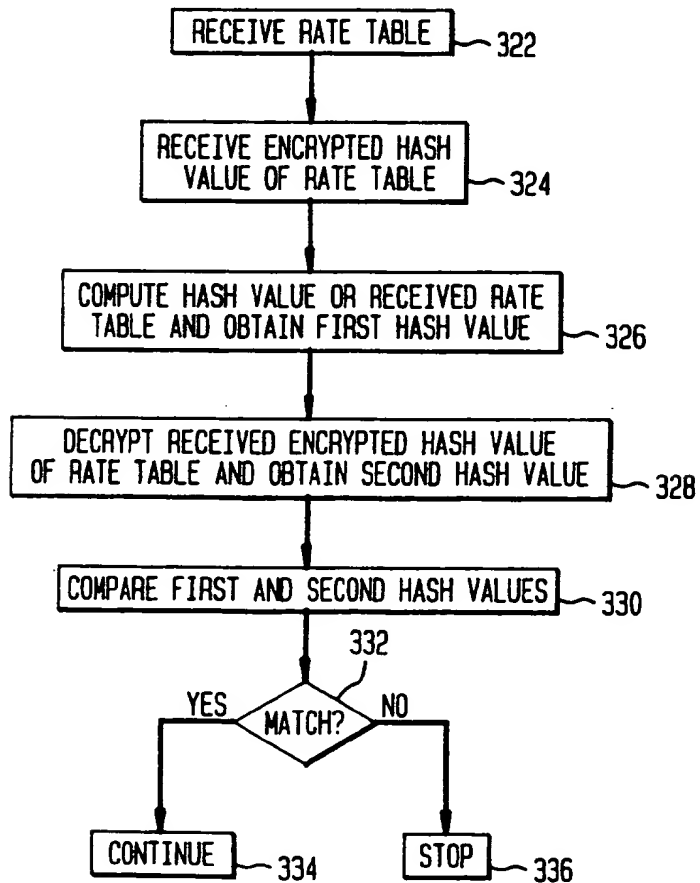 RECEIVE RATE TABLE
322
RECEIVE ENCRYPTED HASH
VALUE OF RATE TABLE
324
COMPUTE HASH VALUE OR RECEIVED RATE
TABLE AND OBTAIN FIRST HASH VALUE
326
DECRYPT RECEIVED ENCRYPTED HASH VALUE
OF RATE TABLE AND OBTAIN SECOND HASH VALUE
328
COMPARE FIRST AND SECOND HASH VALUES
330
332
YES
MATCH?
NO
CONTINUE
334
STOP
336